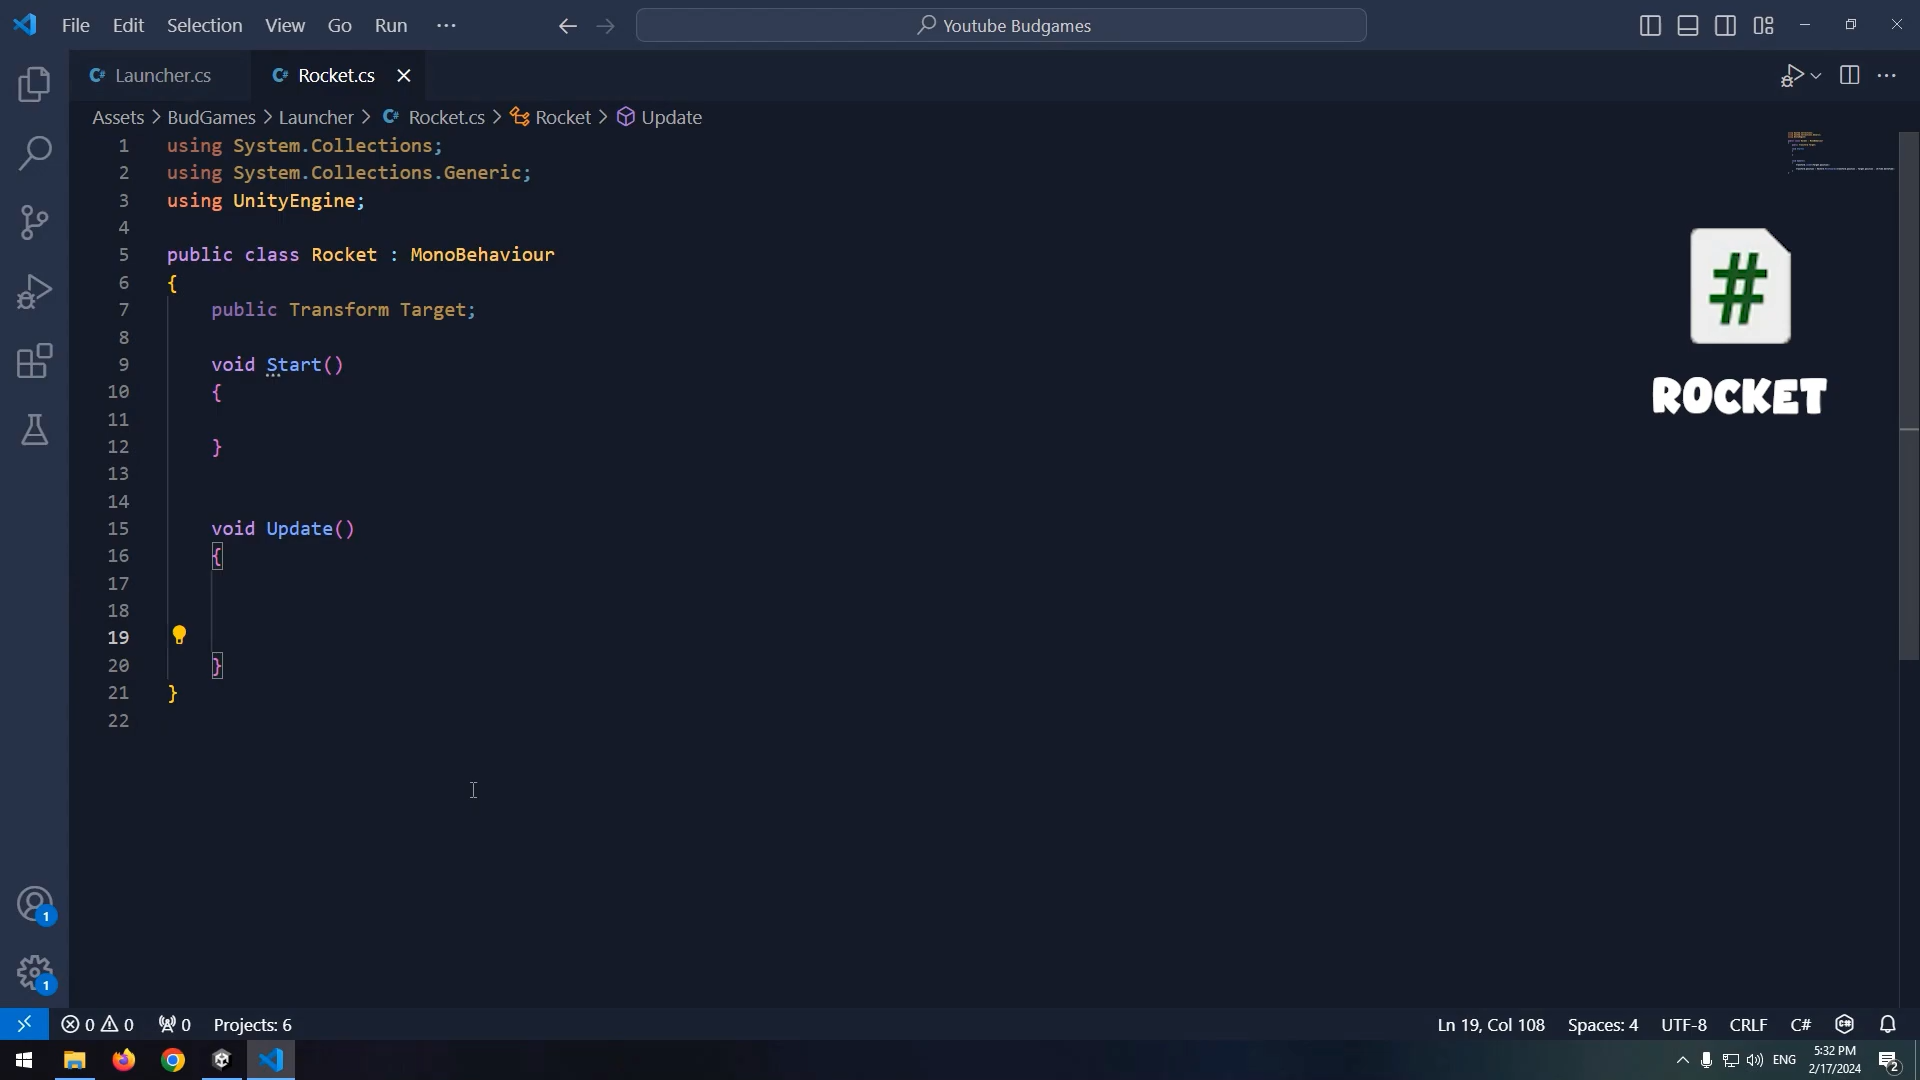 File Edit Selection View Go Run ··· Youtube Budgames
Launcher.cs Rocket.cs
Assets > BudGames > Launcher > Rocket.cs > Rocket > Update
1 using System.Collections;
2 using System.Collections.Generic;
3 using UnityEngine;
4
5 public class Rocket : MonoBehaviour
6 {
7 public Transform Target;
8
9 void Start()
10 {
11
12 }
13
14
15 void Update()
16 {
17
18
19
20 }
21 }
22
#
ROCKET
1
1
0 0 0 Projects: 6 Ln 19, Col 108 Spaces: 4 UTF-8 CRLF C#
ENG 5:32 PM
2/17/2024 2